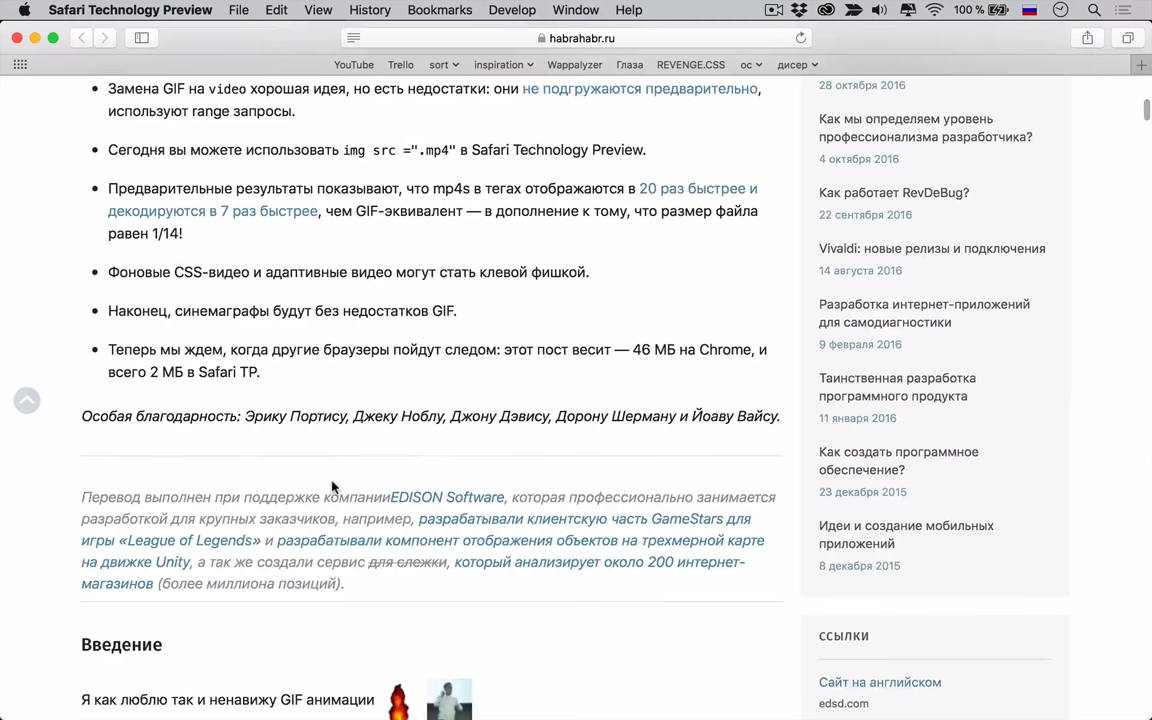 Safari Technology Preview File Edit View History Bookmarks Develop Window Help 100 %
habrahabr.ru
YouTube Trello sort inspiration Wappalyzer Глаза REVENGE.CSS ос дисер
Замена GIF на video хорошая идея, но есть недостатки: они не подгружаются предварительно,
используют range запросы.
Сегодня вы можете использовать img src =".mp4" в Safari Technology Preview.
Предварительные результаты показывают, что mp4s в тегах отображаются в 20 раз быстрее и
декодируются в 7 раз быстрее, чем GIF-эквивалент — в дополнение к тому, что размер файла
равен 1/14!
Фоновые CSS-видео и адаптивные видео могут стать клевой фишкой.
Наконец, синемаграфы будут без недостатков GIF.
Теперь мы ждем, когда другие браузеры пойдут следом: этот пост весит — 46 МБ на Chrome, и
всего 2 МБ в Safari TP.
Особая благодарность: Эрику Портису, Джеку Ноблу, Джону Дэвису, Дорону Шерману и Йоаву Вайсу.
Перевод выполнен при поддержке компанииEDISON Software, которая профессионально занимается
разработкой для крупных заказчиков, например, разрабатывали клиентскую часть GameStars для
игры «League of Legends» и разрабатывали компонент отображения объектов на трехмерной карте
на движке Unity, а так же создали сервис для слежки, который анализирует около 200 интернет-
магазинов (более миллиона позиций).
Введение
Я как люблю так и ненавижу GIF анимации
28 октября 2016
Как мы определяем уровень
профессионализма разработчика?
4 октября 2016
Как работает RevDeBug?
22 сентября 2016
Vivaldi: новые релизы и подключения
14 августа 2016
Разработка интернет-приложений
для самодиагностики
9 февраля 2016
Таинственная разработка
программного продукта
11 января 2016
Как создать программное
обеспечение?
23 декабря 2015
Идеи и создание мобильных
приложений
8 декабря 2015
ССЫЛКИ
Сайт на английском
edsd.com